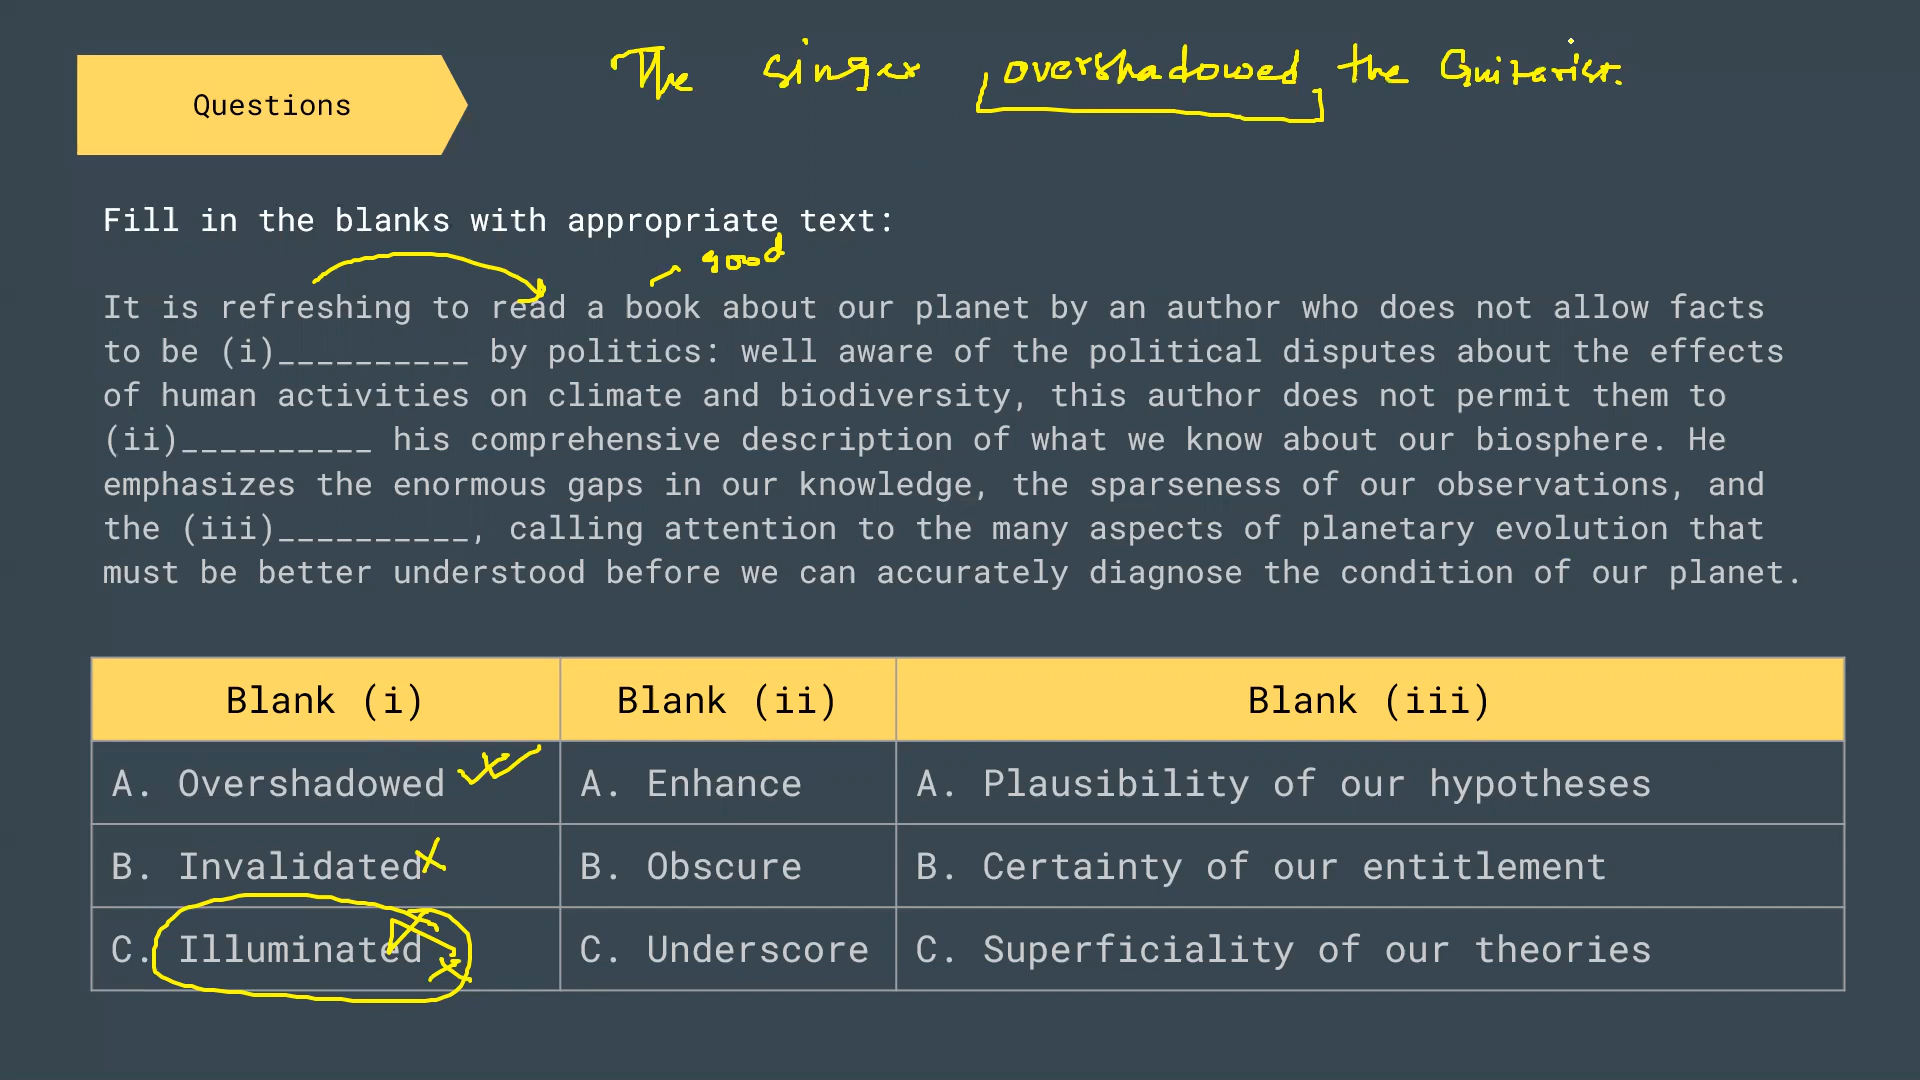 The singer overshadowed the Guitarist.
Questions
Fill in the blanks with appropriate text:
good
It is refreshing to read a book about our planet by an author who does not allow facts
to be (i)__________ by politics: well aware of the political disputes about the effects
of human activities on climate and biodiversity, this author does not permit them to
(ii)__________ his comprehensive description of what we know about our biosphere. He
emphasizes the enormous gaps in our knowledge, the sparseness of our observations, and
the (iii)__________, calling attention to the many aspects of planetary evolution that
must be better understood before we can accurately diagnose the condition of our planet.
Blank (i) Blank (ii) Blank (iii)
A. Overshadowed A. Enhance A. Plausibility of our hypotheses
B. Invalidated B. Obscure B. Certainty of our entitlement
C. Illuminated C. Underscore C. Superficiality of our theories